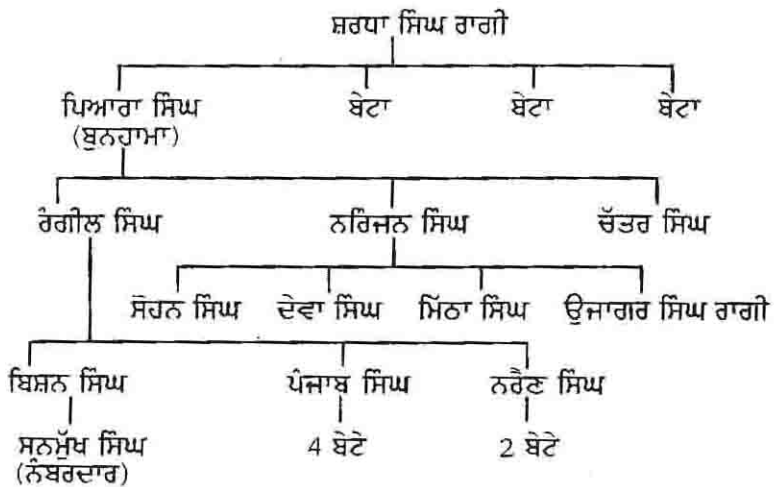 ਸ਼ਰਧਾ ਸਿੰਘ ਰਾਗੀ
ਪਿਆਰਾ ਸਿੰਘ ਬੇਟਾ ਬੇਟਾ ਬੇਟਾ
(ਬੁਨਹਾਮਾ)
ਰੰਗੀਲ ਸਿੰਘ ਨਰਿੰਜਨ ਸਿੰਘ ਚੱਤਰ ਸਿੰਘ
ਸੋਹਨ ਸਿੰਘ ਦੇਵਾ ਸਿੰਘ ਮਿੱਠਾ ਸਿੰਘ ਉਜਾਗਰ ਸਿੰਘ ਰਾਗੀ
ਬਿਸ਼ਨ ਸਿੰਘ ਪੰਜਾਬ ਸਿੰਘ ਨਰੈਣ ਸਿੰਘ
ਸਨਮੁੱਖ ਸਿੰਘ 4 ਬੇਟੇ 2 ਬੇਟੇ
(ਨੰਬਰਦਾਰ)